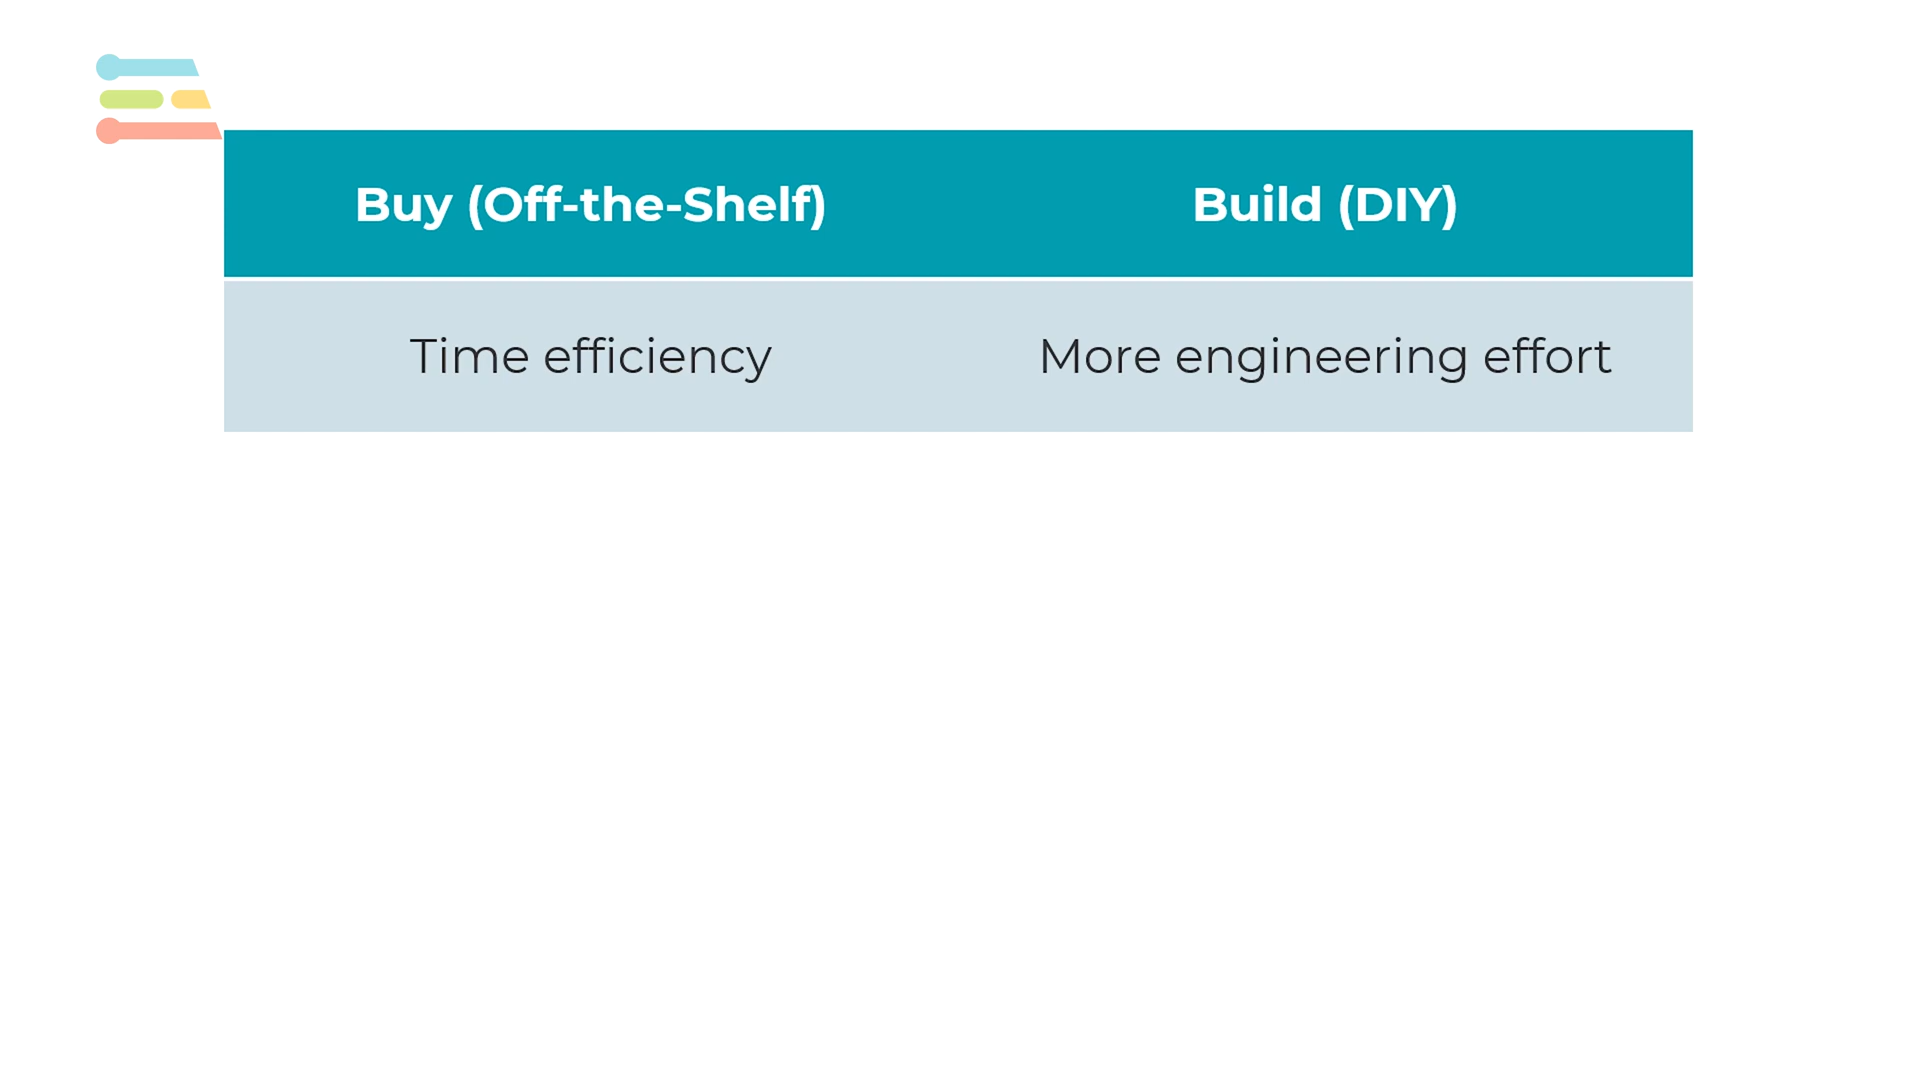 Buy (Off-the-Shelf)
Build (DIY)
Time efficiency
More engineering effort